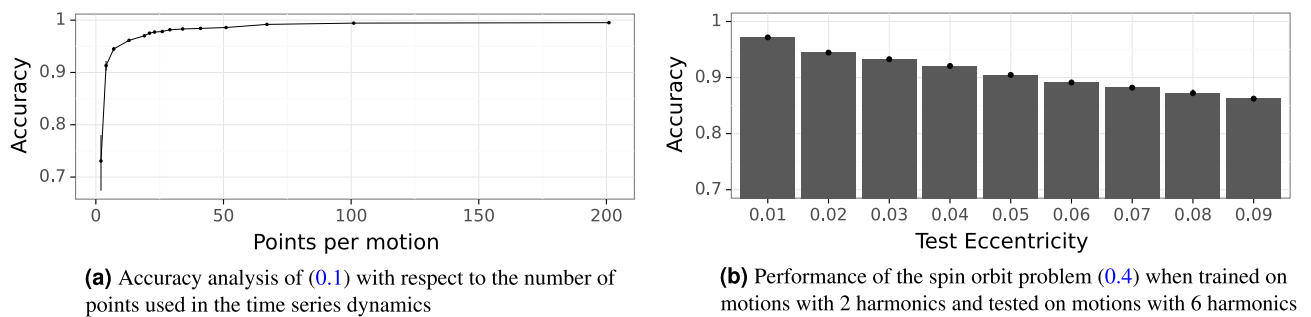 1
0.9
0.8
0.7
Accuracy
0 50 100 150 200
Points per motion
(a) Accuracy analysis of (0.1) with respect to the number of
points used in the time series dynamics
1
0.9
0.8
0.7
Accuracy
0.01 0.02 0.03 0.04 0.05 0.06 0.07 0.08 0.09
Test Eccentricity
(b) Performance of the spin orbit problem (0.4) when trained on
motions with 2 harmonics and tested on motions with 6 harmonics